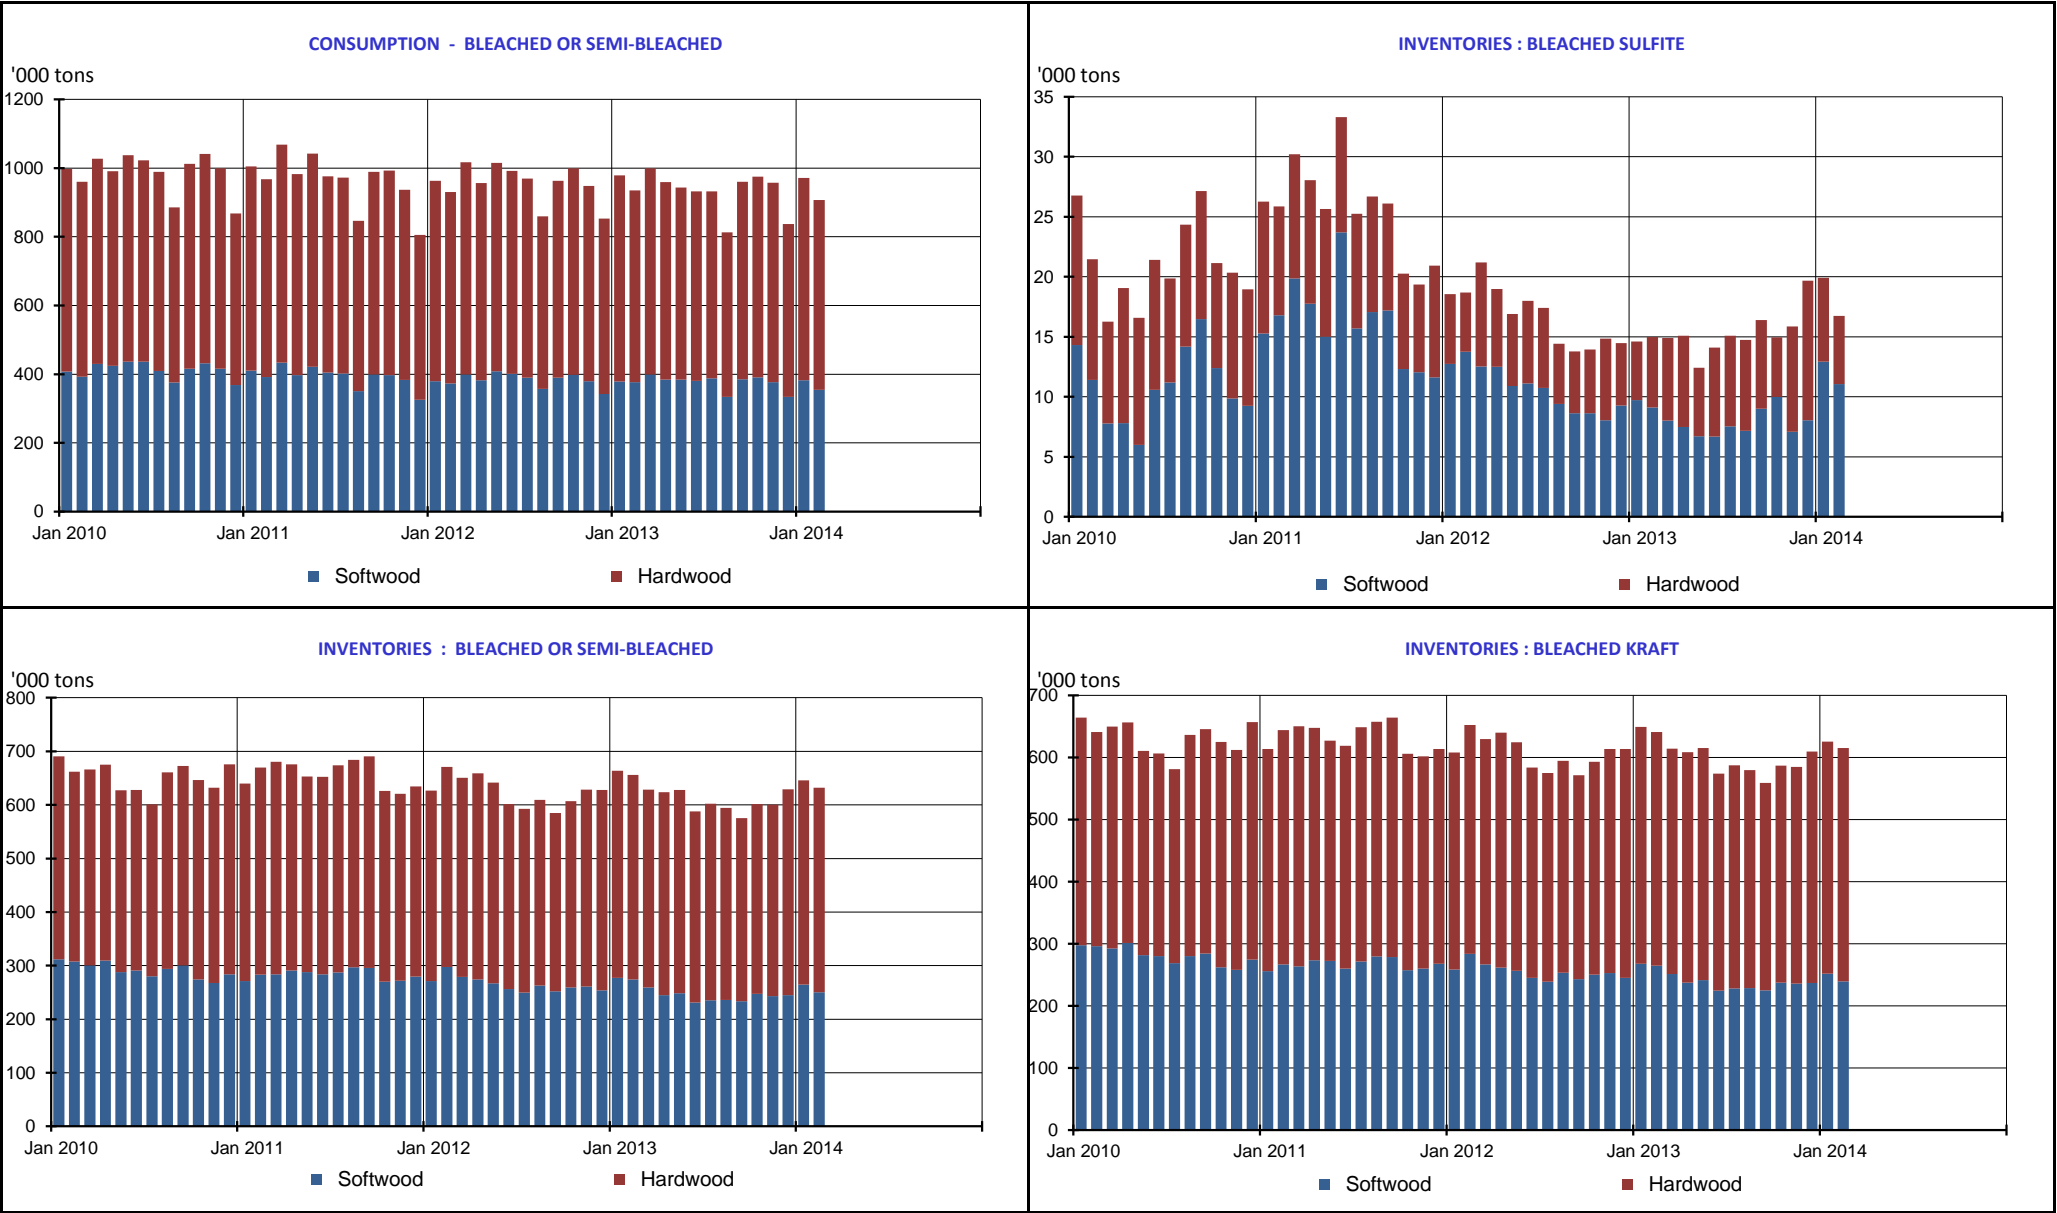 CONSUMPTION - BLEACHED OR SEMI-BLEACHED
'000 tons
1200
1000
800
600
400
200
0
Jan 2010 Jan 2011 Jan 2012 Jan 2013 Jan 2014
Softwood Hardwood
INVENTORIES : BLEACHED SULFITE
'000 tons
35
30
25
20
15
10
5
0
Jan 2010 Jan 2011 Jan 2012 Jan 2013 Jan 2014
Softwood Hardwood
INVENTORIES : BLEACHED OR SEMI-BLEACHED
'000 tons
800
700
600
500
400
300
200
100
0
Jan 2010 Jan 2011 Jan 2012 Jan 2013 Jan 2014
Softwood Hardwood
INVENTORIES : BLEACHED KRAFT
'000 tons
700
600
500
400
300
200
100
0
Jan 2010 Jan 2011 Jan 2012 Jan 2013 Jan 2014
Softwood Hardwood